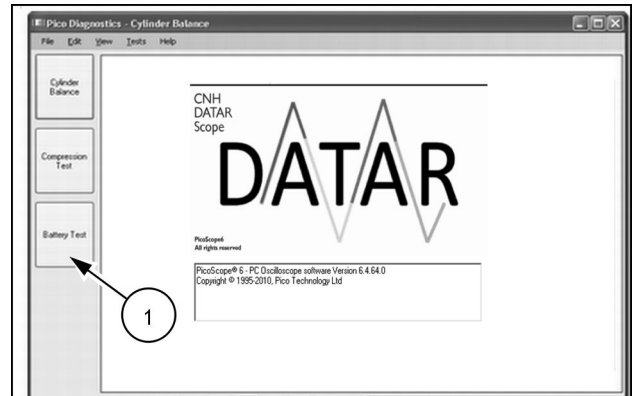 Pico Diagnostics - Cylinder Balance
File Edit View Tests Help
Cylinder
Balance
Compression
Test
Battery Test
CNH
DATAR
Scope
DATAR
PicoScope6
All rights reserved
PicoScope® 6 - PC Oscilloscope software Version 6.4.64.0
Copyright © 1995-2010, Pico Technology Ltd
1